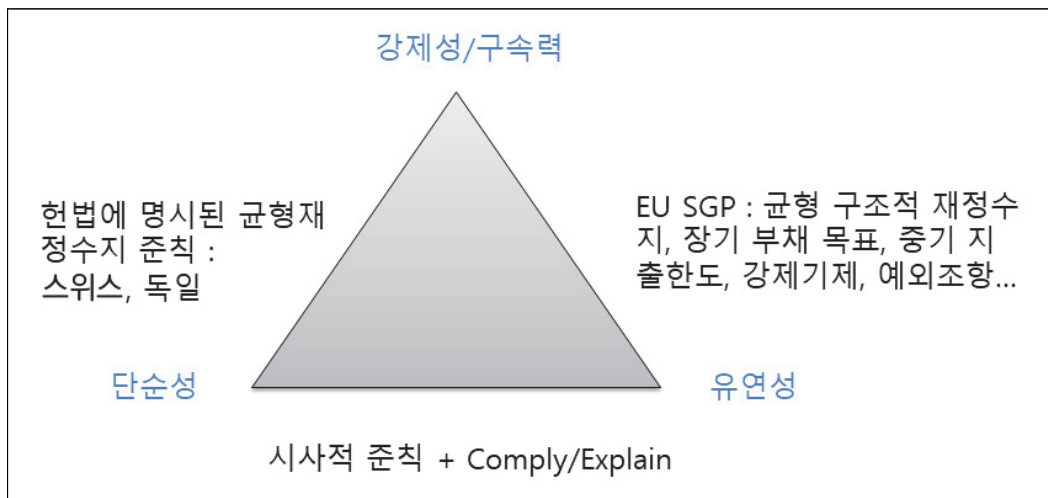 강제성/구속력
헌법에 명시된 균형재
정수지 준칙 :
스위스, 독일
EU SGP : 균형 구조적 재정수
지, 장기 부채 목표, 중기 지
출한도, 강제기제, 예외조항...
단순성
유연성
시사적 준칙 + Comply/Explain